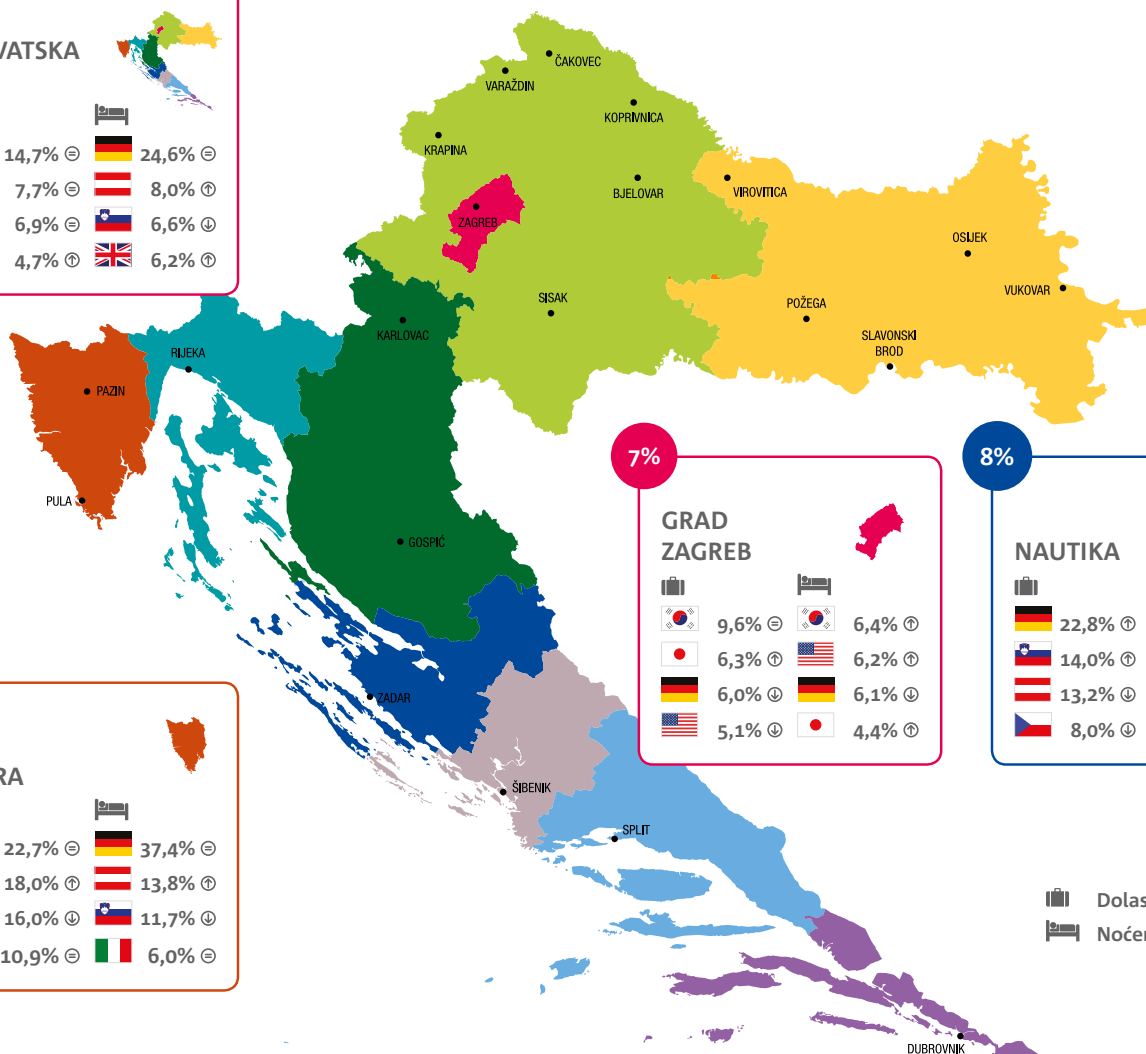 VATSKA
14,7% = 24,6% =
7,7% = 8,0% ↑
6,9% = 6,6% ↓
4,7% ↑ 6,2% ↑
ČAKOVEC
VARAŽDIN
KOPRIVNICA
KRAPINA
BJELOVAR
VIROVITICA
ZAGREB
OSIJEK
VUKOVAR
SISAK
POŽEGA
SLAVONSKI
BROD
KARLOVAC
RIJEKA
PAZIN
PULA
GOSPIĆ
ZADAR
ŠIBENIK
SPLIT
DUBROVNIK
7%
GRAD
ZAGREB
9,6% = 6,4% ↑
6,3% ↑ 6,2% ↑
6,0% ↓ 6,1% ↓
5,1% ↓ 4,4% ↑
8%
NAUTIKA
22,8% ↑
14,0% ↑
13,2% ↑
8,0% ↓
RA
22,7% = 37,4% =
18,0% ↑ 13,8% ↑
16,0% ↓ 11,7% ↓
10,9% = 6,0% =
Dolas
Noće